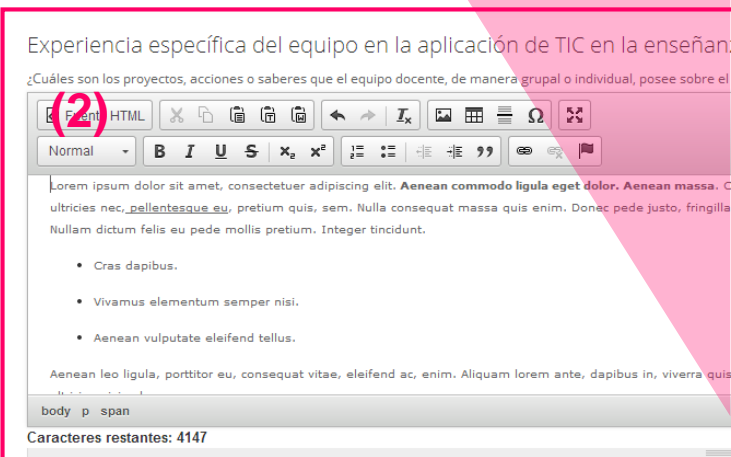 Experiencia específica del equipo en la aplicación de TIC en la enseñan
¿Cuáles son los proyectos, acciones o saberes que el equipo docente, de manera grupal o individual, posee sobre el
(2) Fuente HTML
Normal B I U S x₂ x²
Lorem ipsum dolor sit amet, consectetuer adipiscing elit. Aenean commodo ligula eget dolor. Aenean massa. C
ultricies nec, pellentesque eu, pretium quis, sem. Nulla consequat massa quis enim. Donec pede justo, fringilla
Nullam dictum felis eu pede mollis pretium. Integer tincidunt.
• Cras dapibus.
• Vivamus elementum semper nisi.
• Aenean vulputate eleifend tellus.
Aenean leo ligula, porttitor eu, consequat vitae, eleifend ac, enim. Aliquam lorem ante, dapibus in, viverra quis
body p span
Caracteres restantes: 4147